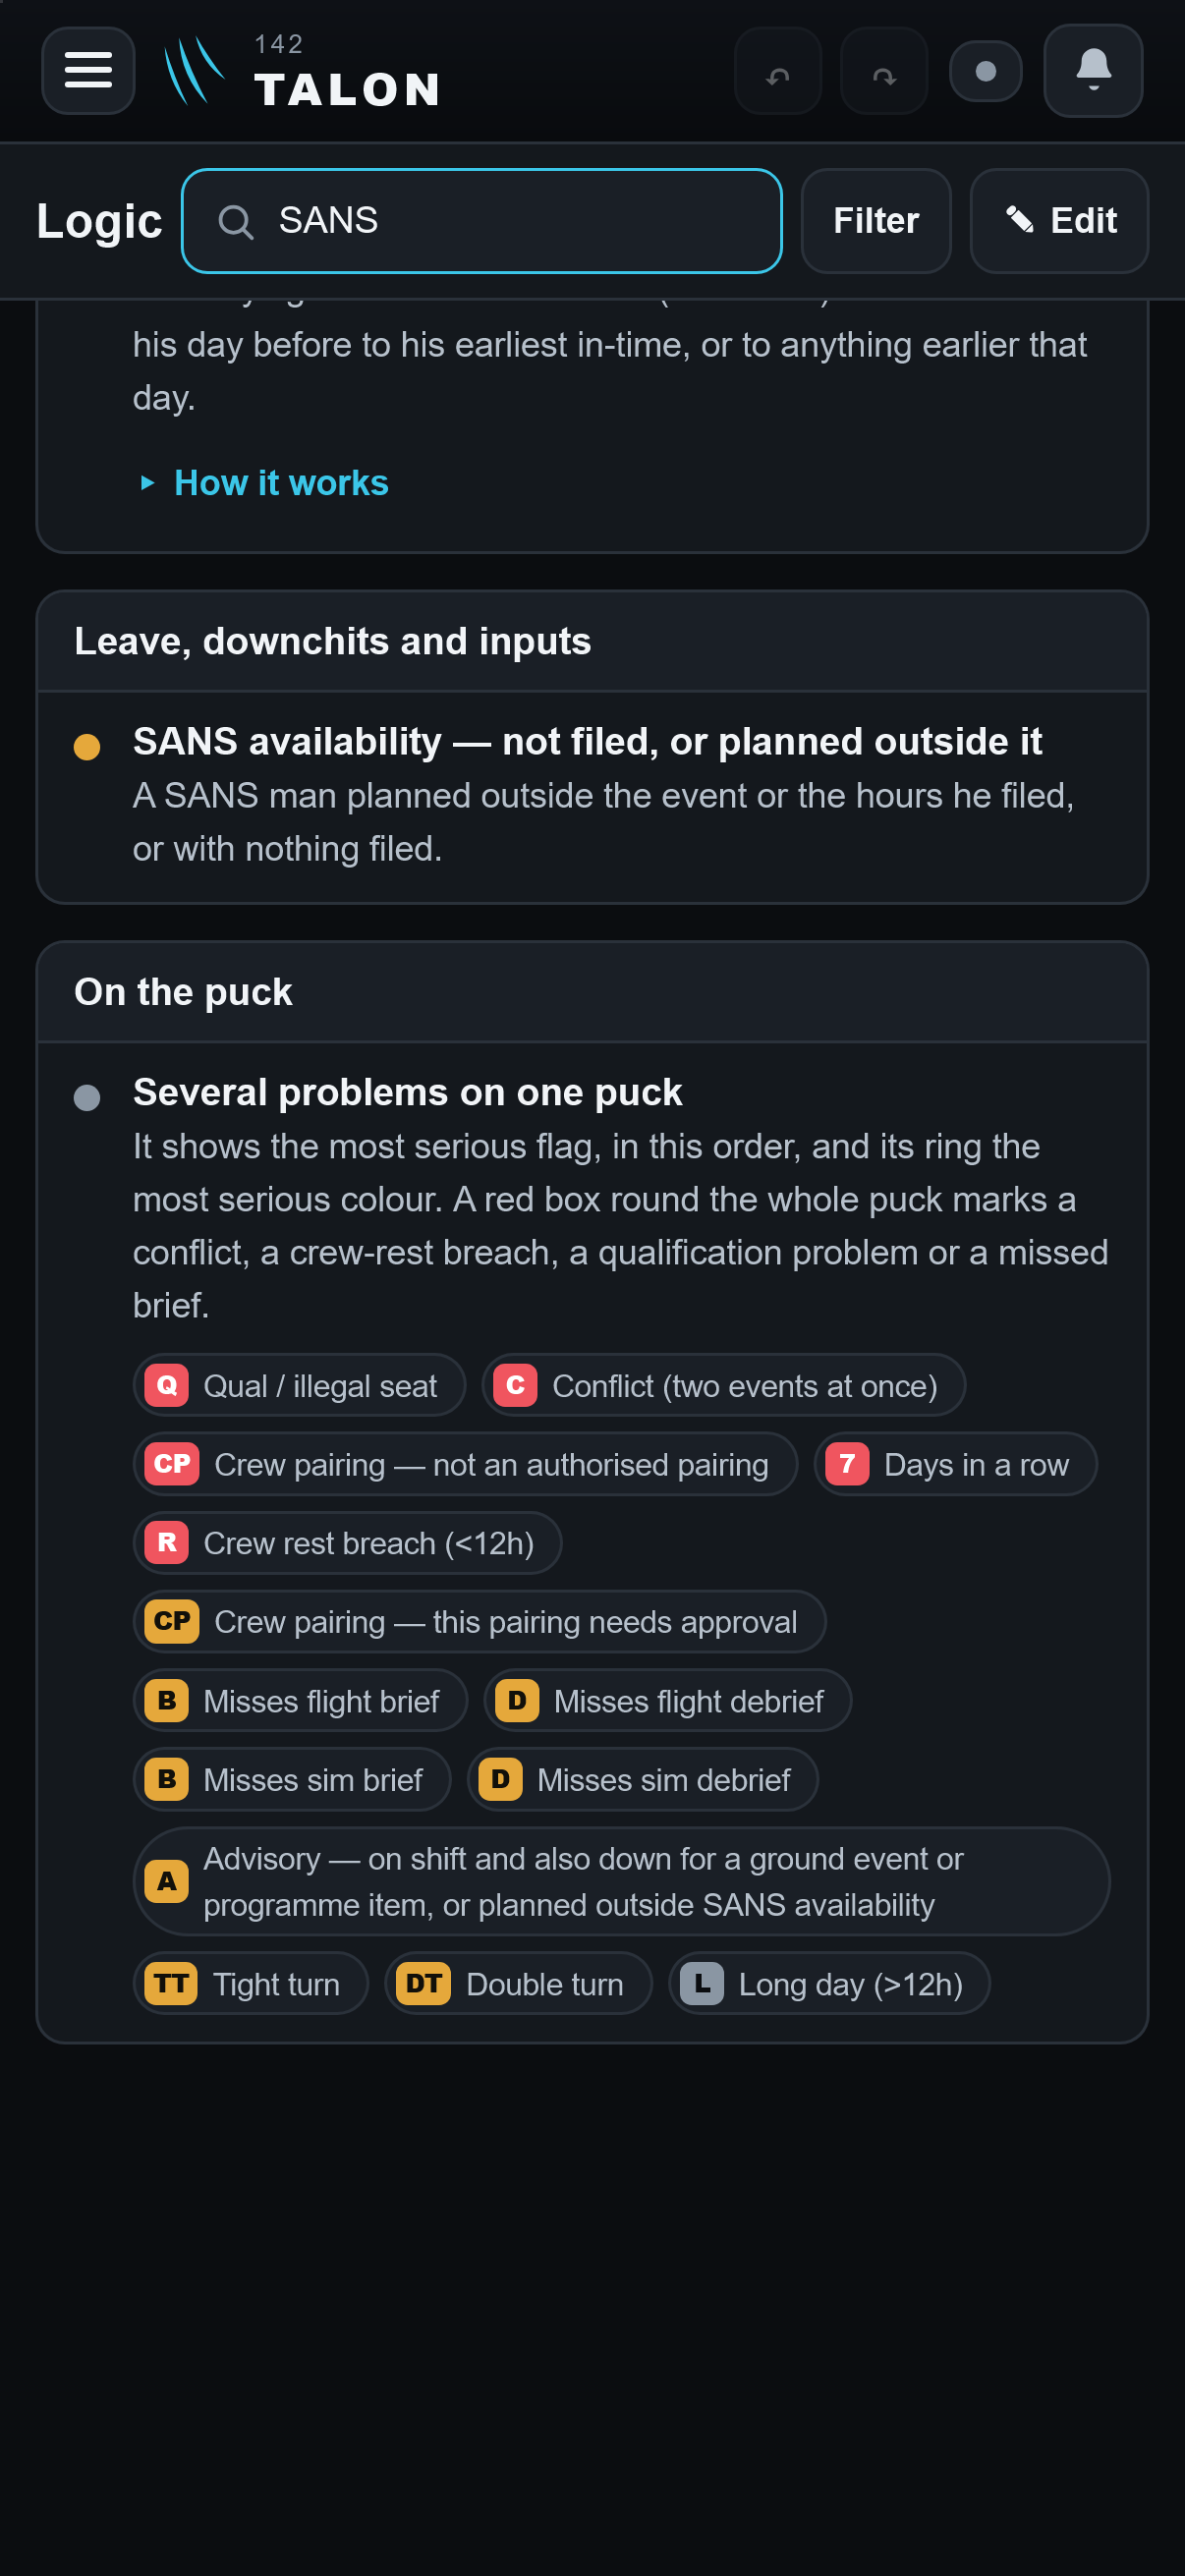 142
TALON
Logic
SANS
Filter
Edit
his day before to his earliest in-time, or to anything earlier that
day.
How it works
Leave, downchits and inputs
SANS availability — not filed, or planned outside it
A SANS man planned outside the event or the hours he filed,
or with nothing filed.
On the puck
Several problems on one puck
It shows the most serious flag, in this order, and its ring the
most serious colour. A red box round the whole puck marks a
conflict, a crew-rest breach, a qualification problem or a missed
brief.
Q Qual / illegal seat
C Conflict (two events at once)
CP Crew pairing — not an authorised pairing
7 Days in a row
R Crew rest breach (<12h)
CP Crew pairing — this pairing needs approval
B Misses flight brief
D Misses flight debrief
B Misses sim brief
D Misses sim debrief
A Advisory — on shift and also down for a ground event or
programme item, or planned outside SANS availability
TT Tight turn
DT Double turn
L Long day (>12h)